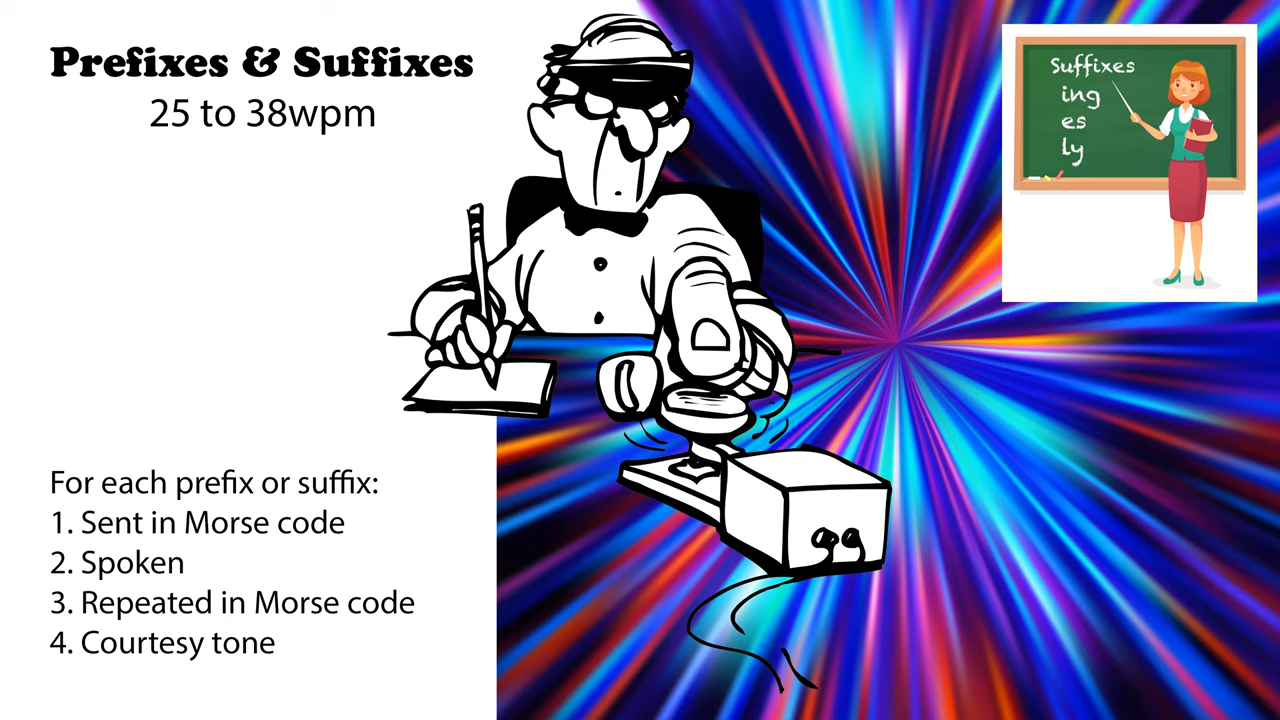 Prefixes & Suffixes
25 to 38wpm
Suffixes
ing
es
ly
For each prefix or suffix:
1. Sent in Morse code
2. Spoken
3. Repeated in Morse code
4. Courtesy tone